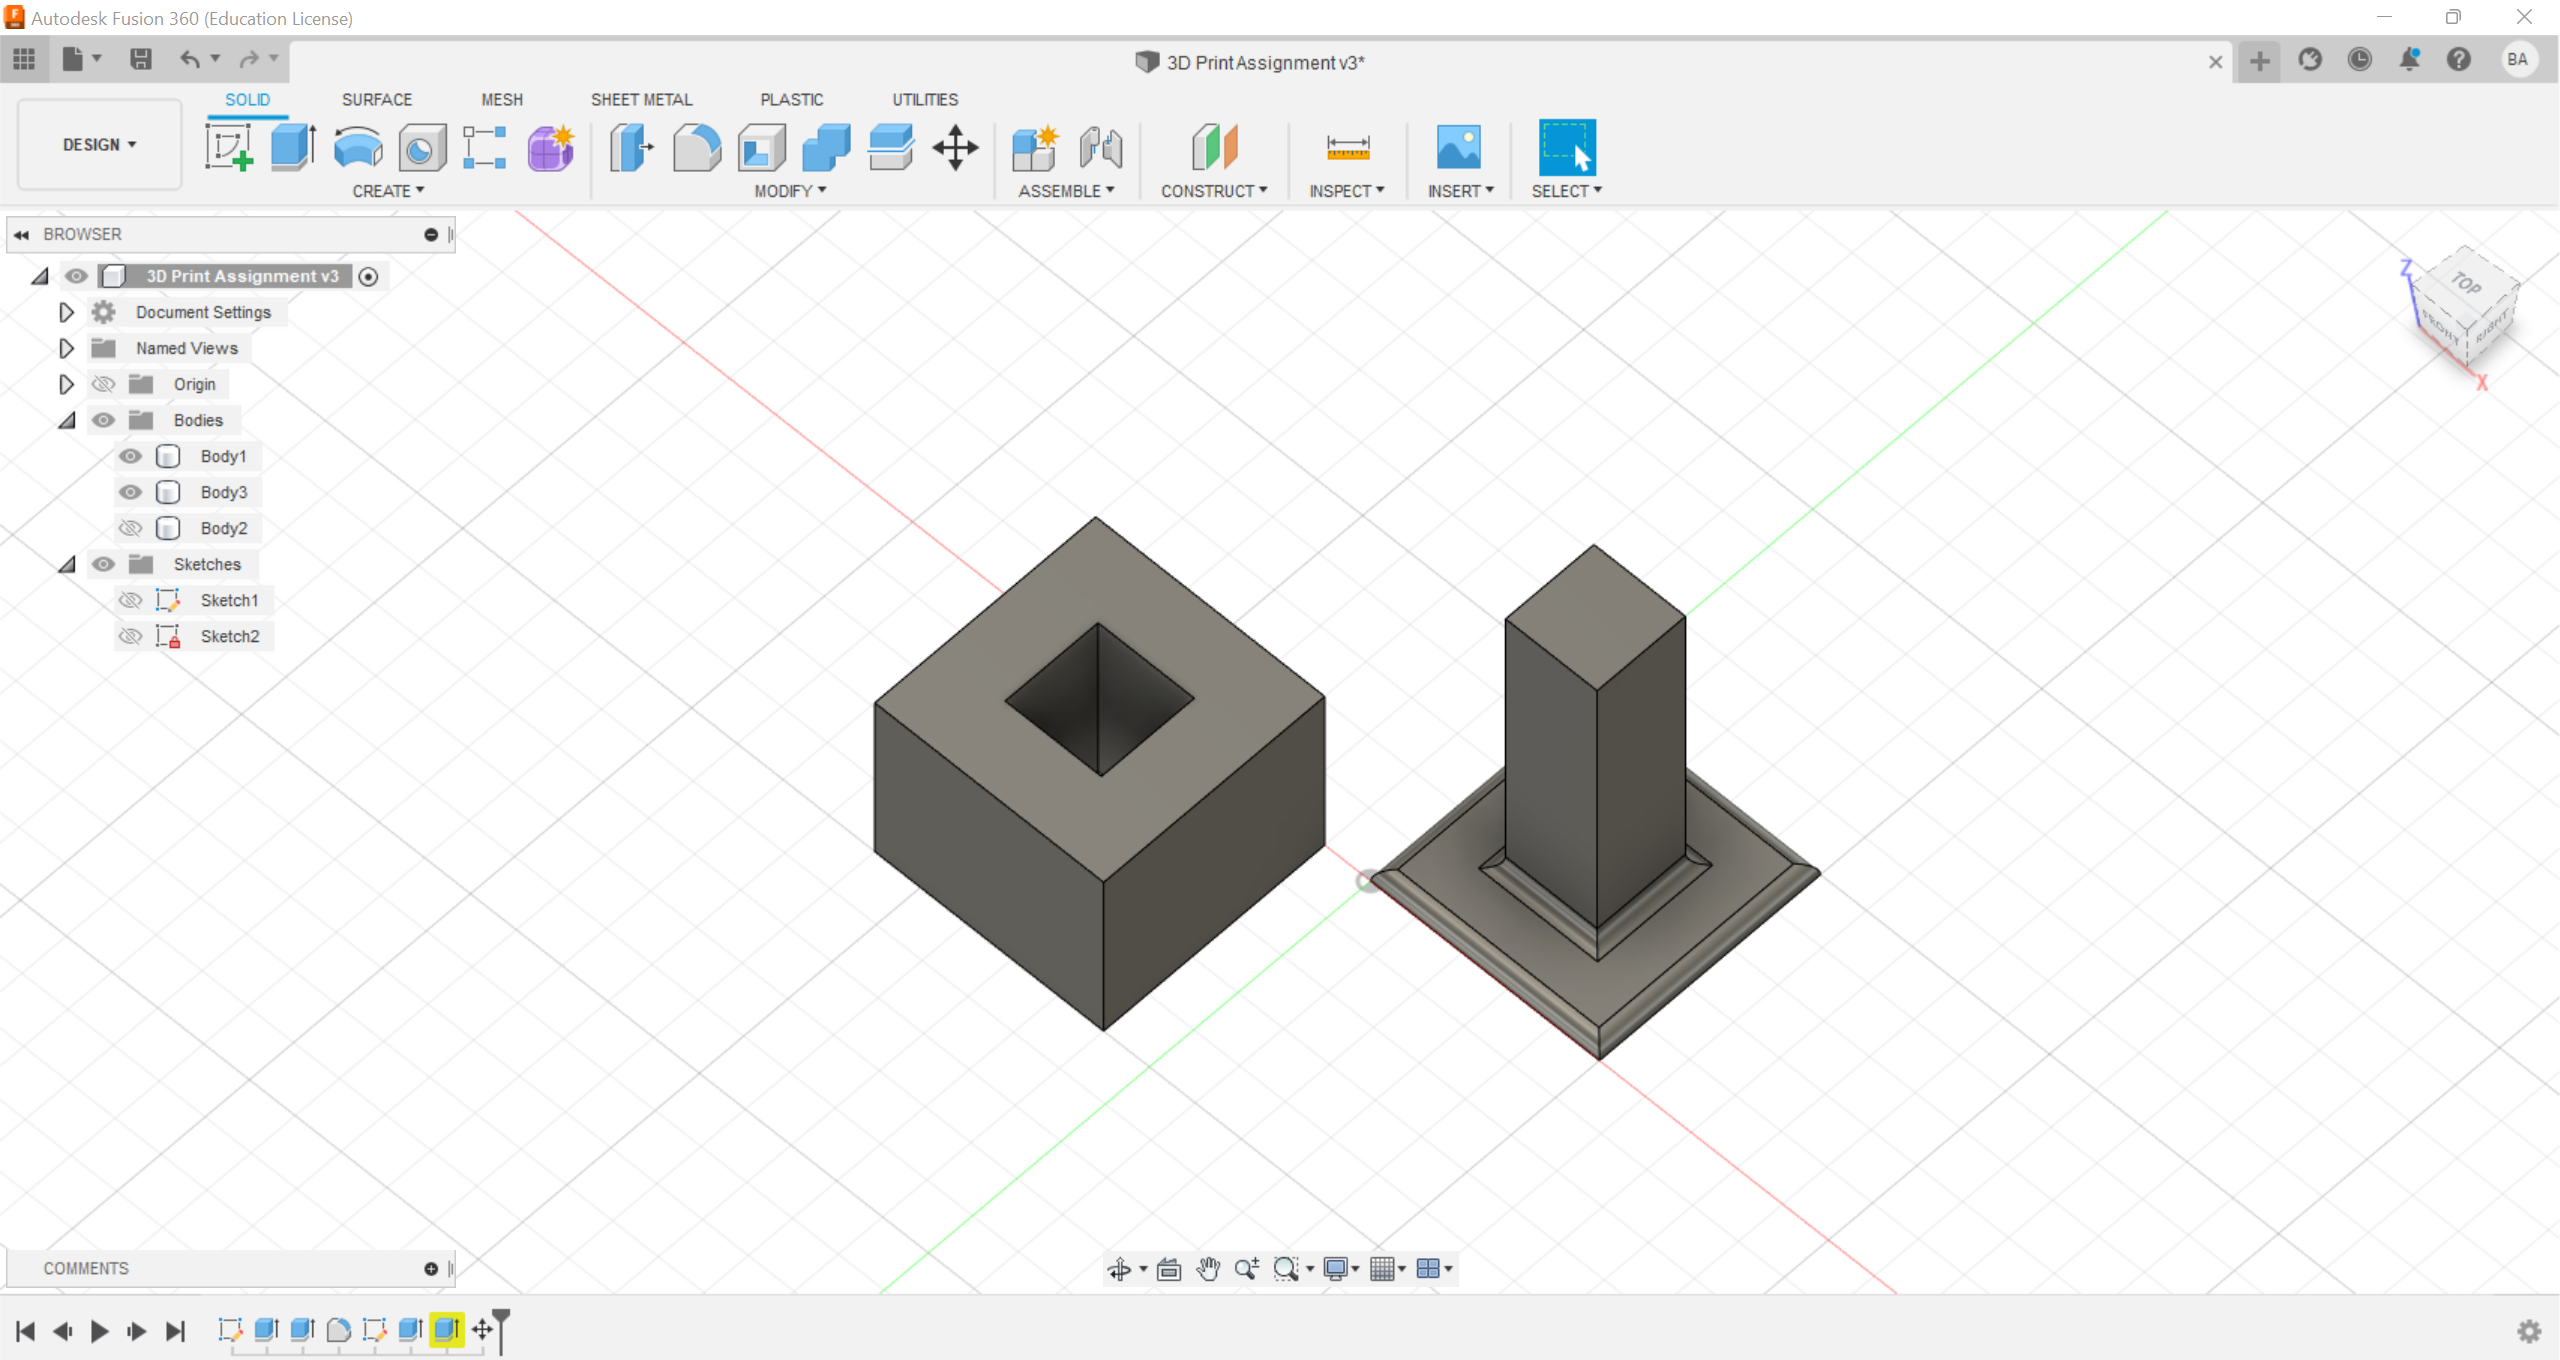 Autodesk Fusion 360 (Education License)
3D Print Assignment v3*
BA
DESIGN
SOLID
SURFACE
MESH
SHEET METAL
PLASTIC
UTILITIES
CREATE
MODIFY
ASSEMBLE
CONSTRUCT
INSPECT
INSERT
SELECT
BROWSER
3D Print Assignment v3
Document Settings
Named Views
Origin
Bodies
Body1
Body3
Body2
Sketches
Sketch1
Sketch2
Z
TOP
FRONT
RIGHT
X
COMMENTS